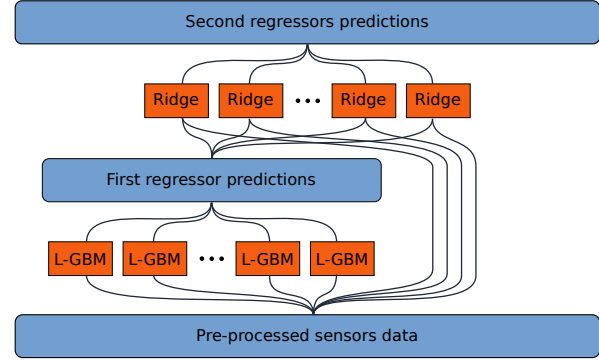 Second regressors predictions
Ridge Ridge ... Ridge Ridge
First regressor predictions
L-GBM L-GBM ... L-GBM L-GBM
Pre-processed sensors data